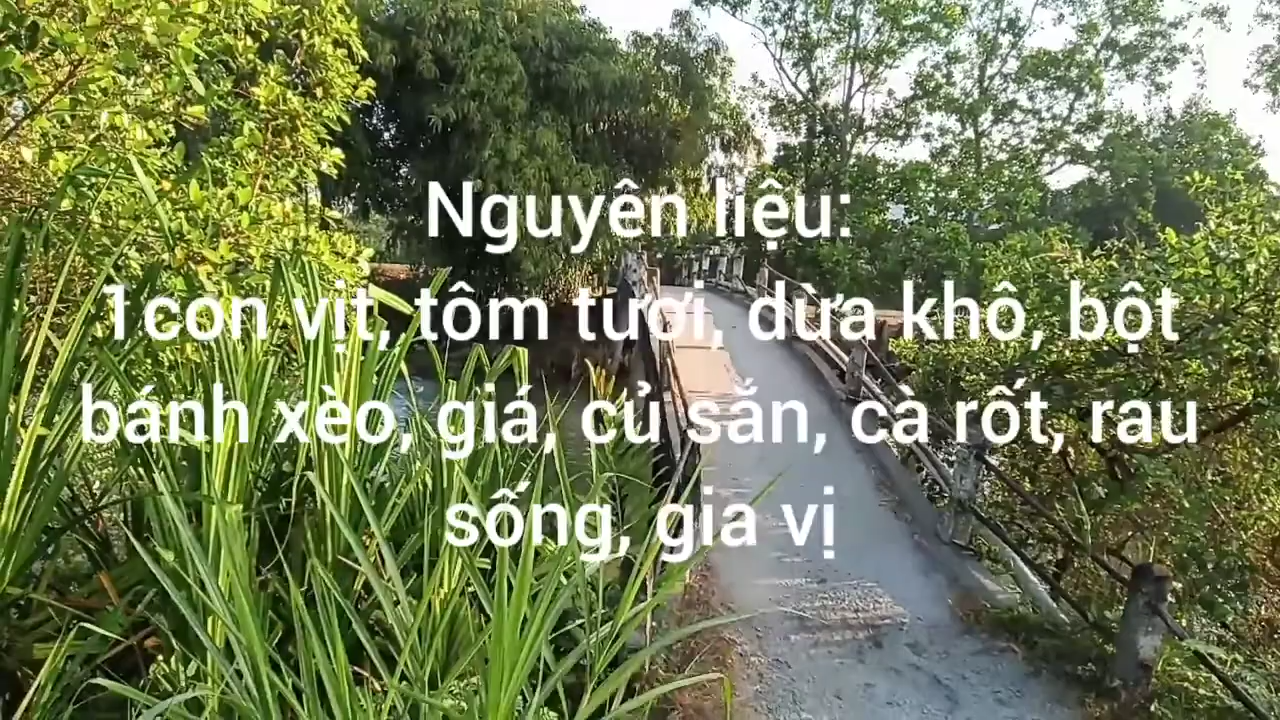 Nguyên liệu:
1con vịt, tôm tươi, dừa khô, bột
bánh xèo, giá, củ sắn, cà rốt, rau
sống, gia vị